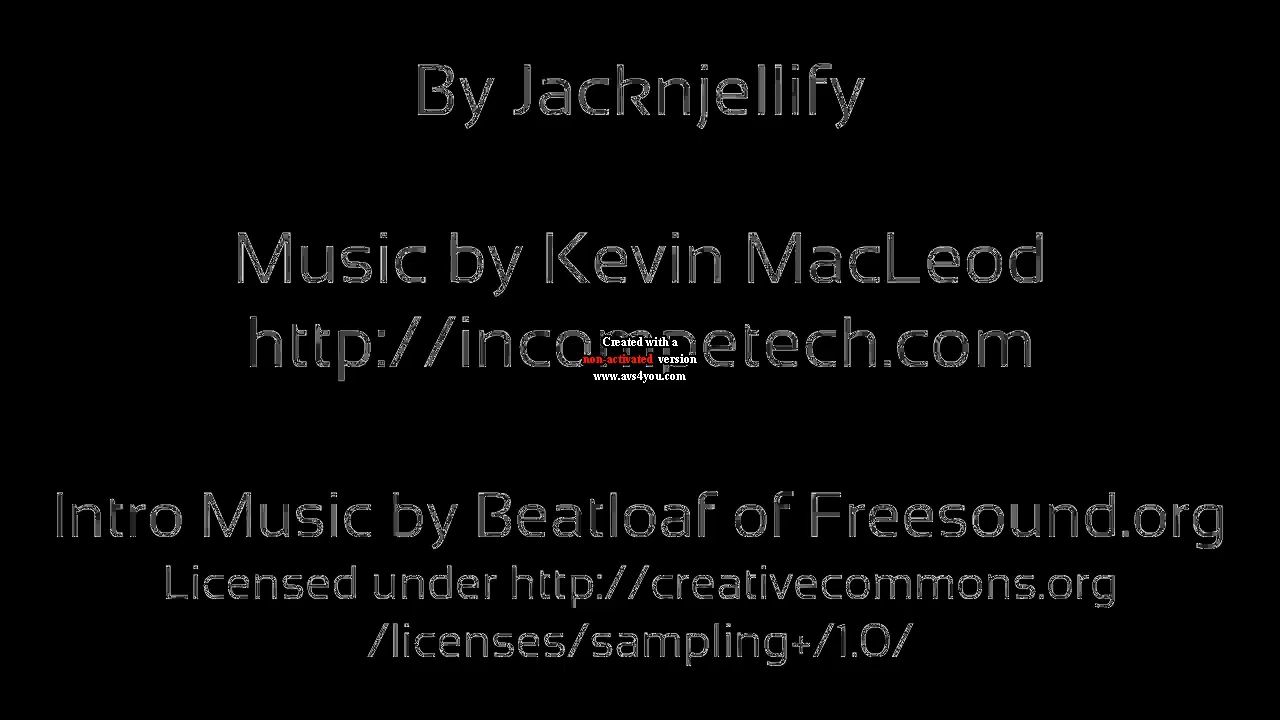 By Jacknjellify
Music by Kevin MacLeod
http://incompetech.com
Created with a
non-activated version
www.avs4you.com
Intro Music by Beatloaf of Freesound.org
Licensed under http://creativecommons.org
/licenses/sampling+/1.0/